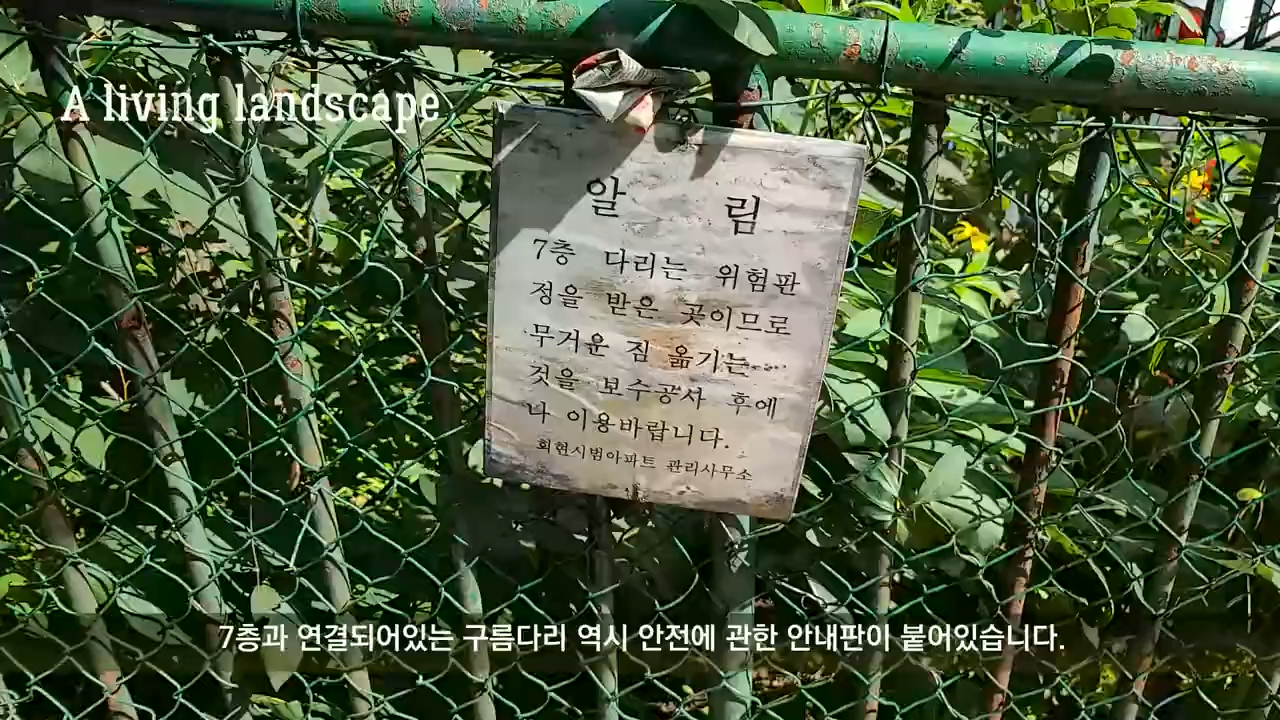 A living landscape
알 림
7층 다리는 위험판
정을 받은 곳이므로
무거운 짐 옮기는
것을 보수공사 후에
나 이용바랍니다.
회현시범아파트 관리사무소
7층과 연결되어있는 구름다리 역시 안전에 관한 안내판이 붙어있습니다.